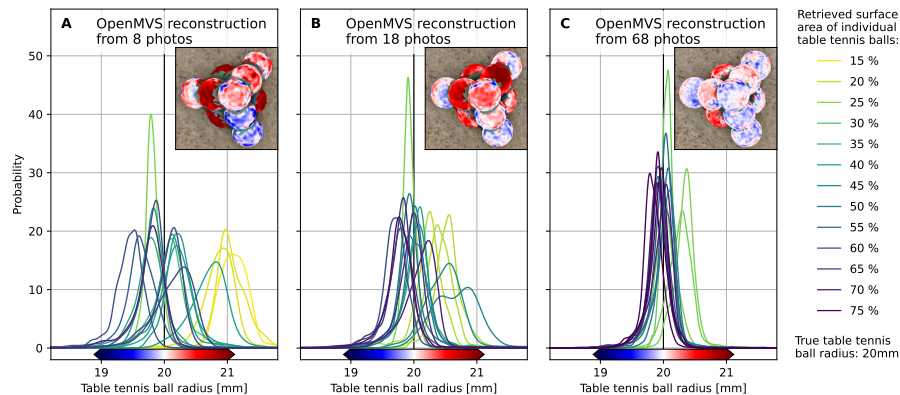 A OpenMVS reconstruction
from 8 photos
B OpenMVS reconstruction
from 18 photos
C OpenMVS reconstruction
from 68 photos
Probability
50
40
30
20
10
0
19 20 21
19 20 21
19 20 21
Table tennis ball radius [mm]
Table tennis ball radius [mm]
Table tennis ball radius [mm]
Retrieved surface
area of individual
table tennis balls:
15 %
20 %
25 %
30 %
35 %
40 %
45 %
50 %
55 %
60 %
65 %
70 %
75 %
True table tennis
ball radius: 20mm